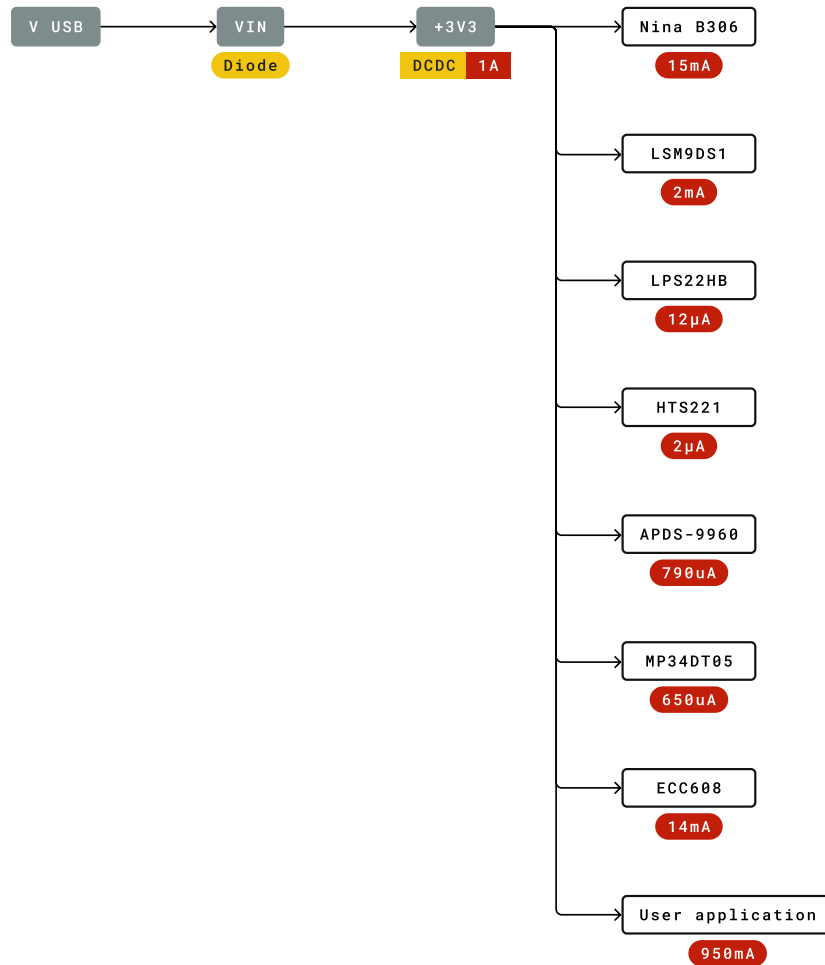 V USB
VIN
+3V3
Nina B306
Diode
DCDC
1A
15mA
LSM9DS1
2mA
LPS22HB
12µA
HTS221
2µA
APDS-9960
790uA
MP34DT05
650uA
ECC608
14mA
User application
950mA